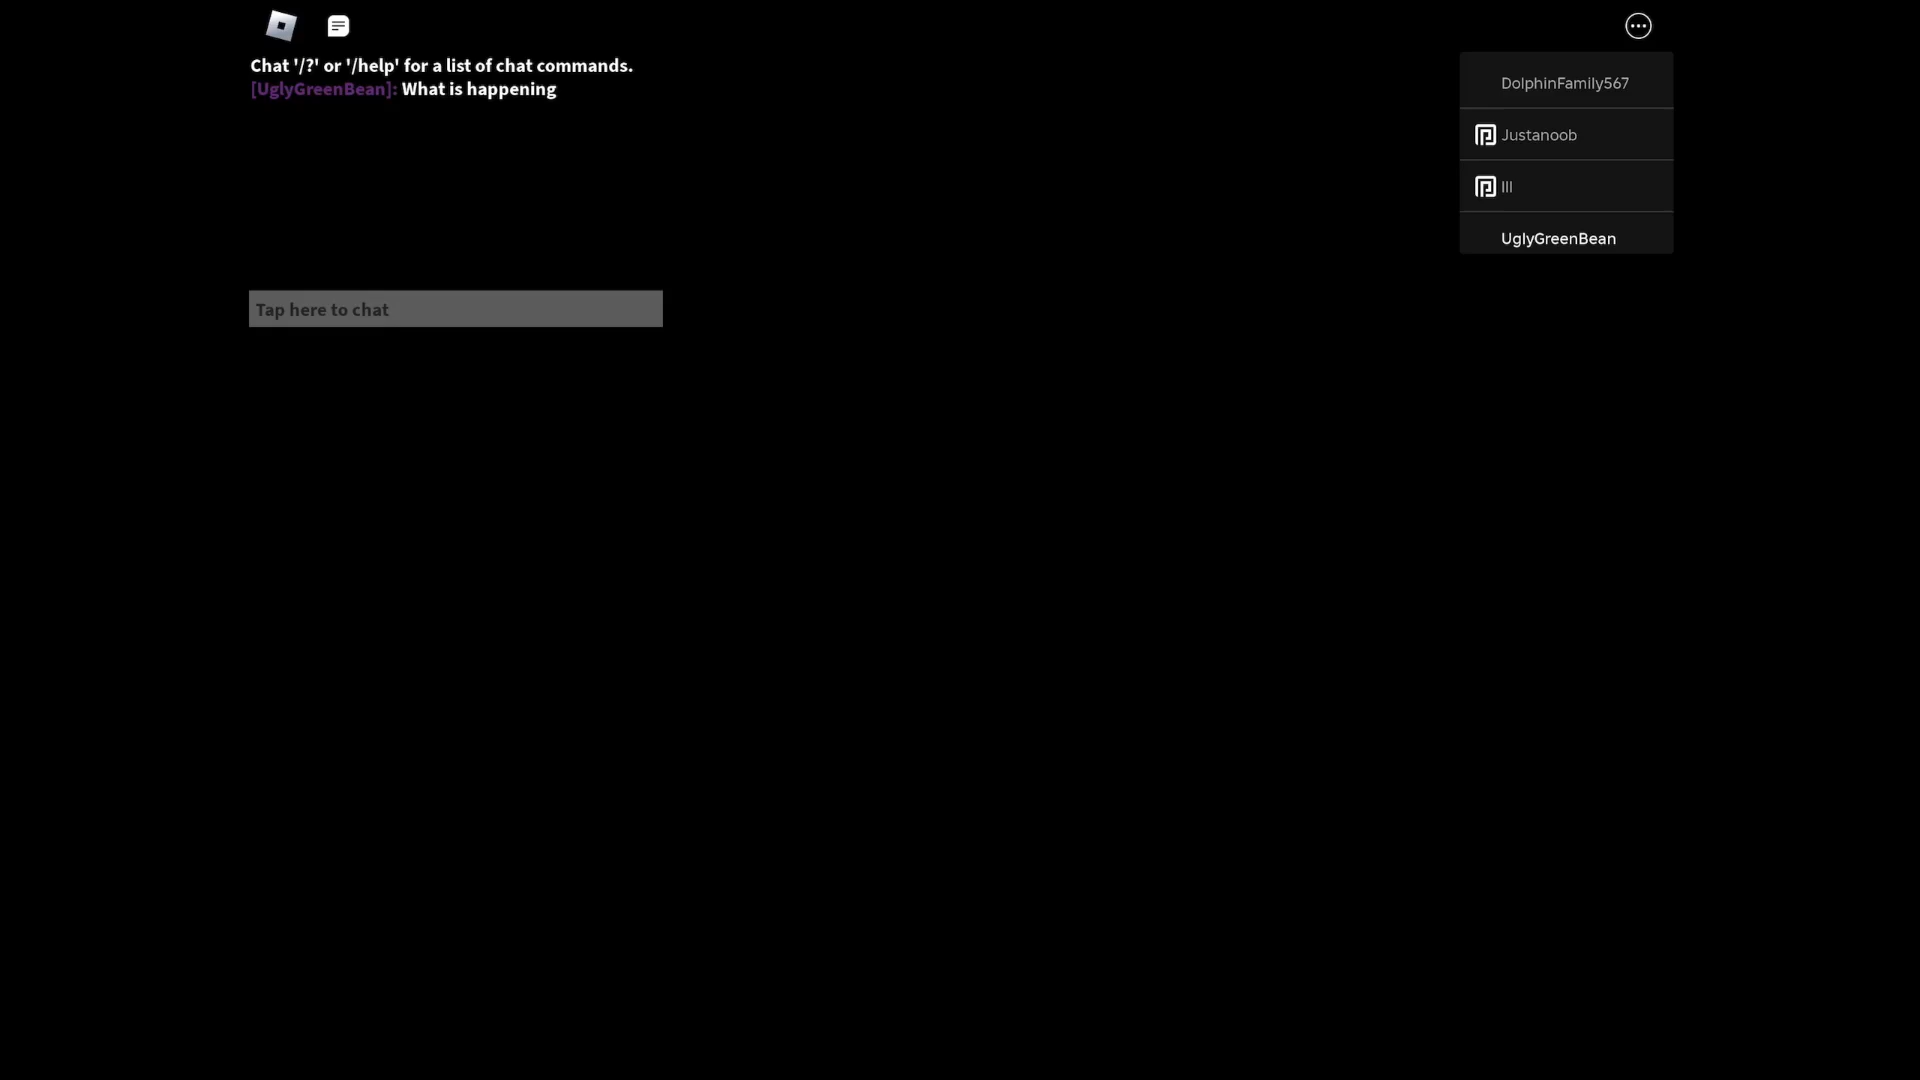 Chat '/?' or '/help' for a list of chat commands.
[UglyGreenBean]: What is happening
Tap here to chat
DolphinFamily567
Justanoob
lll
UglyGreenBean